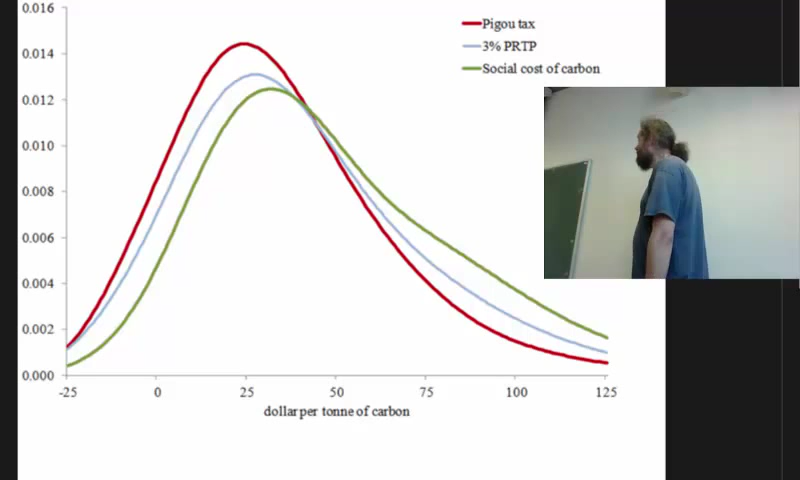 0.016
0.014
0.012
0.010
0.008
0.006
0.004
0.002
0.000
-25 0 25 50 75 100 125
dollar per tonne of carbon
Pigou tax
3% PRTP
Social cost of carbon